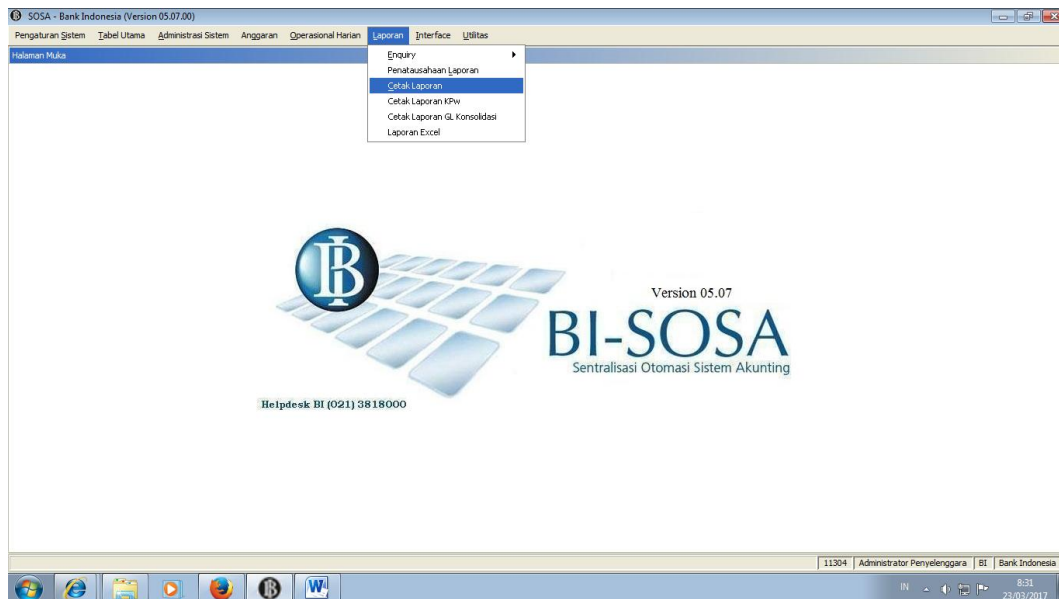 SOSA - Bank Indonesia (Version 05.07.00)
Pengaturan Sistem Tabel Utama Administrasi Sistem Anggaran Operasional Harian Laporan Interface Utilitas
Halaman Muka
Enquiry
Penatausahaan Laporan
Cetak Laporan
Cetak Laporan KPw
Cetak Laporan GL Konsolidasi
Laporan Excel
Version 05.07
BI-SOSA
Sentralisasi Otomasi Sistem Akunting
Helpdesk BI (021) 3818000
11304 Administrator Penyelenggara BI Bank Indonesia
IN 8:31
23/03/2017